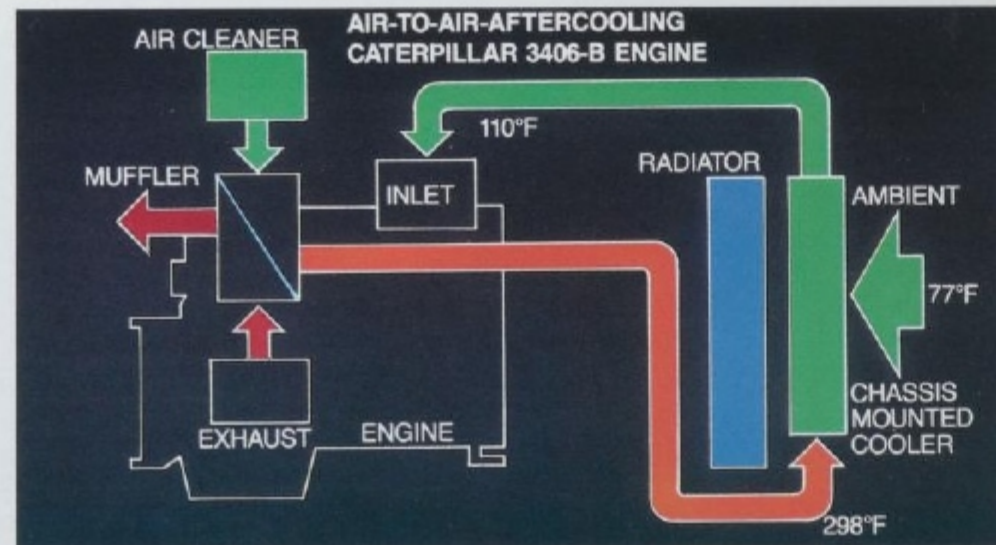 AIR-TO-AIR-AFTERCOOLING
CATERPILLAR 3406-B ENGINE
AIR CLEANER
110°F
MUFFLER
INLET
RADIATOR
AMBIENT
77°F
EXHAUST
ENGINE
CHASSIS
MOUNTED
COOLER
298°F